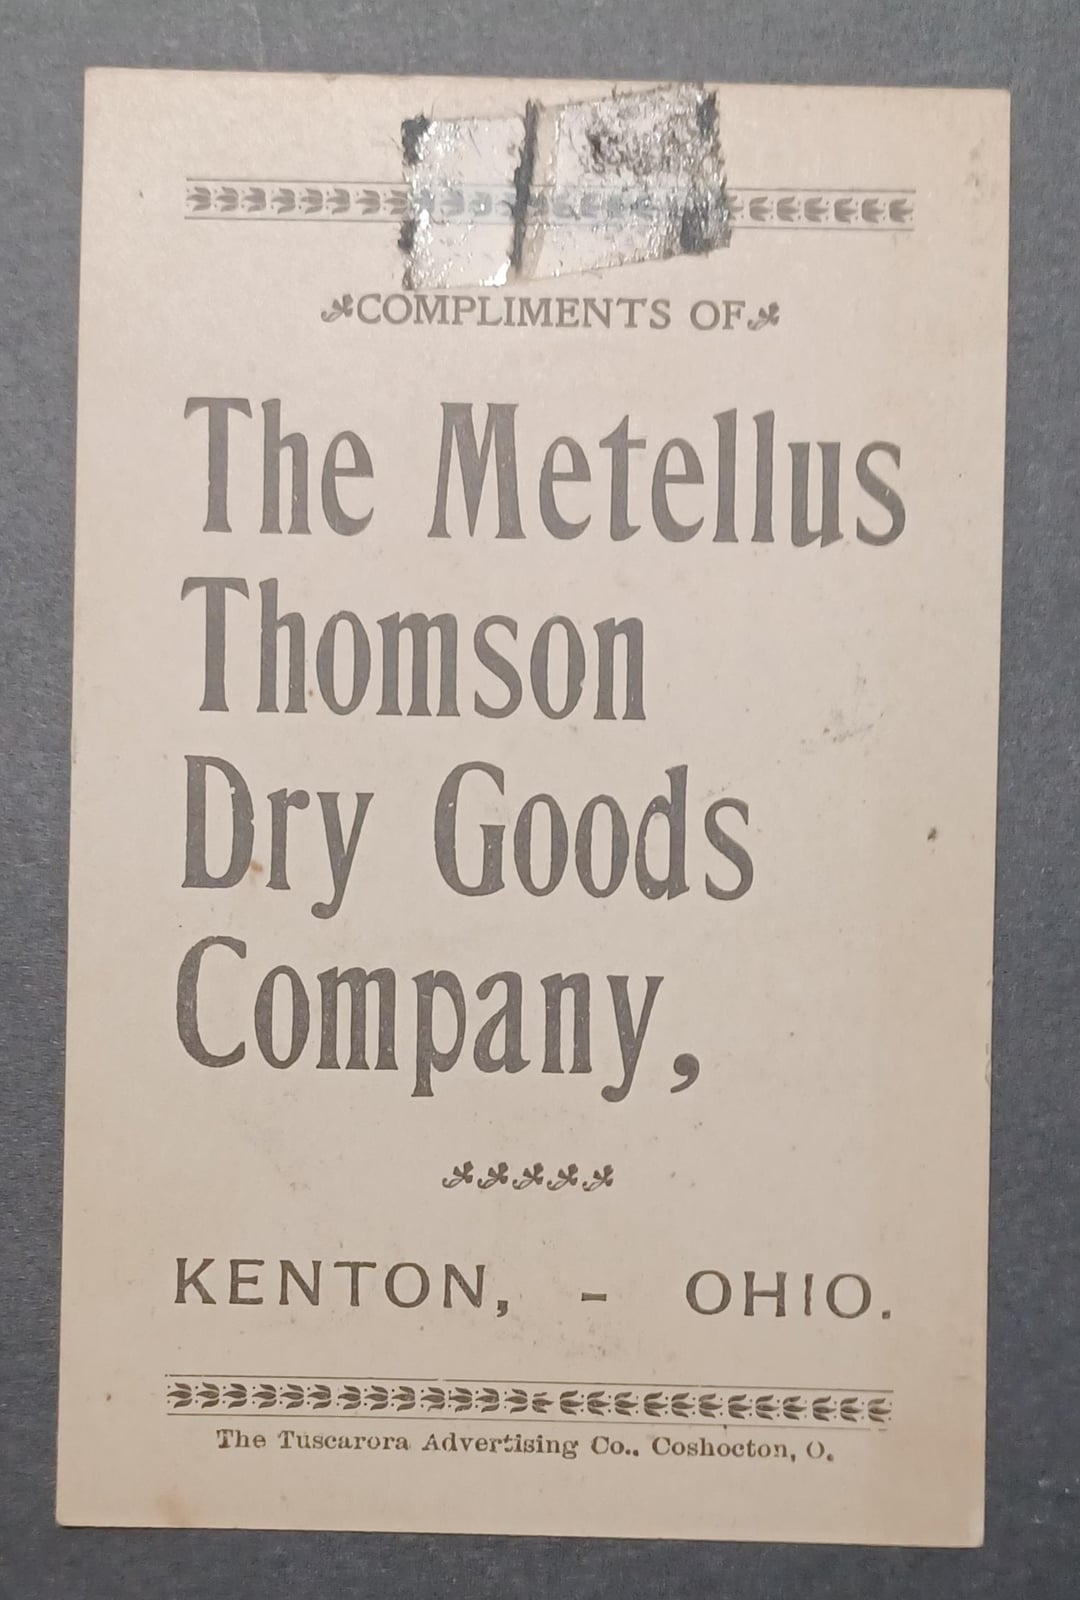 COMPLIMENTS OF
The Metellus
Thomson
Dry Goods
Company,
KENTON, - OHIO.
The Tuscarora Advertising Co., Coshocton, O.